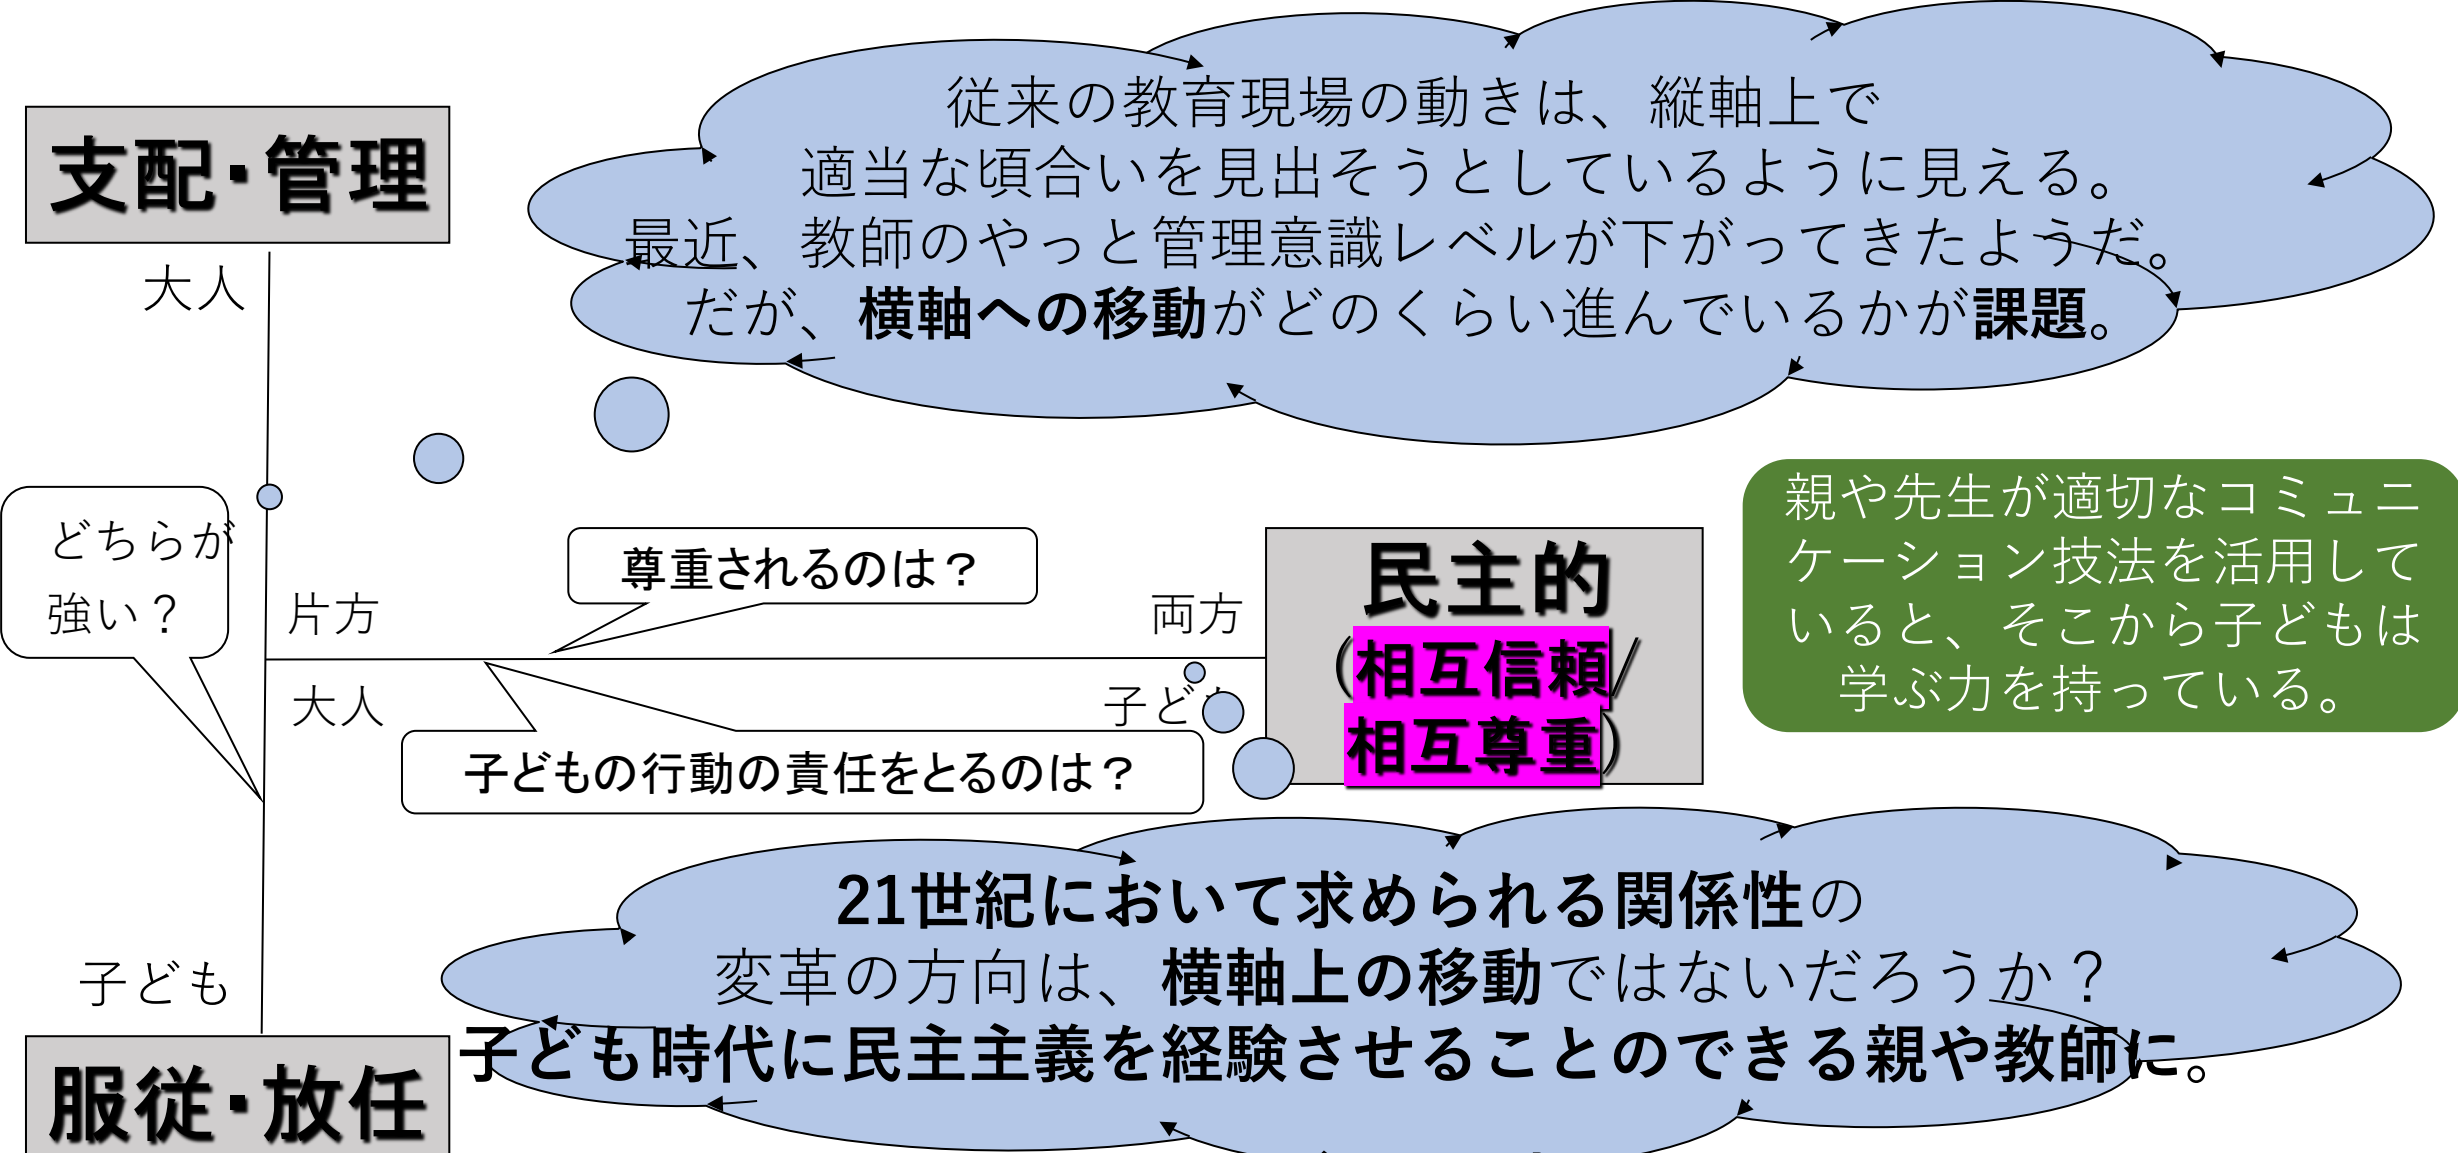 従来の教育現場の動きは、縦軸上で
適当な頃合いを見出そうとしているように見える。
最近、教師のやっと管理意識レベルが下がってきたようだ。
だが、横軸への移動がどのくらい進んでいるかが課題。
支配・管理
大人
どちらが
強い？
片方
尊重されるのは？
両方
大人
子ども
子どもの行動の責任をとるのは？
民主的
（相互信頼/
相互尊重）
親や先生が適切なコミュニ
ケーション技法を活用して
いると、そこから子どもは
学ぶ力を持っている。
21世紀において求められる関係性の
変革の方向は、横軸上の移動ではないだろうか？
子ども時代に民主主義を経験させることのできる親や教師に。
子ども
服従・放任